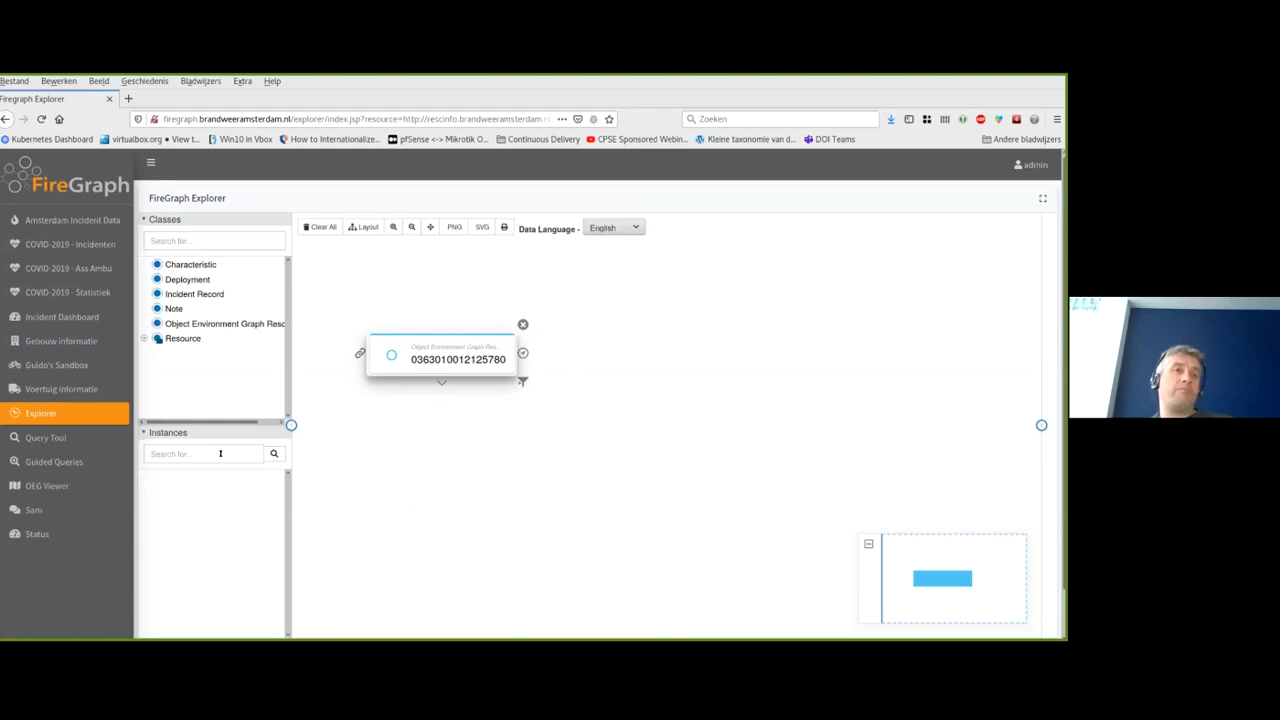 Bestand Bewerken Beeld Geschiedenis Bladwijzers Extra Help
Firegraph Explorer
firegraph.brandweeramsterdam.nl/explorer/index.jsp?resource=http://rescinfo.brandweeramsterdam.n
Zoeken
Kubernetes Dashboard virtualbox.org • View t... Win10 in Vbox How to Internationalize... pfSense <-> Mikrotik O... Continuous Delivery CPSE Sponsored Webin... Kleine taxonomie van d... DOI Teams Andere bladwijzers
FireGraph
admin
FireGraph Explorer
Amsterdam Incident Data
COVID-2019 - Incidenten
COVID-2019 - Ass Ambu
COVID-2019 - Statistiek
Incident Dashboard
Gebouw informatie
Guido's Sandbox
Voertuig informatie
Explorer
Query Tool
Guided Queries
OEG Viewer
Sam
Status
Classes
Search for...
Characteristic
Deployment
Incident Record
Note
Object Environment Graph Resc
Resource
Instances
Search for...
Clear All Layout PNG SVG Data Language - English
Object Environment Graph Res...
0363010012125780